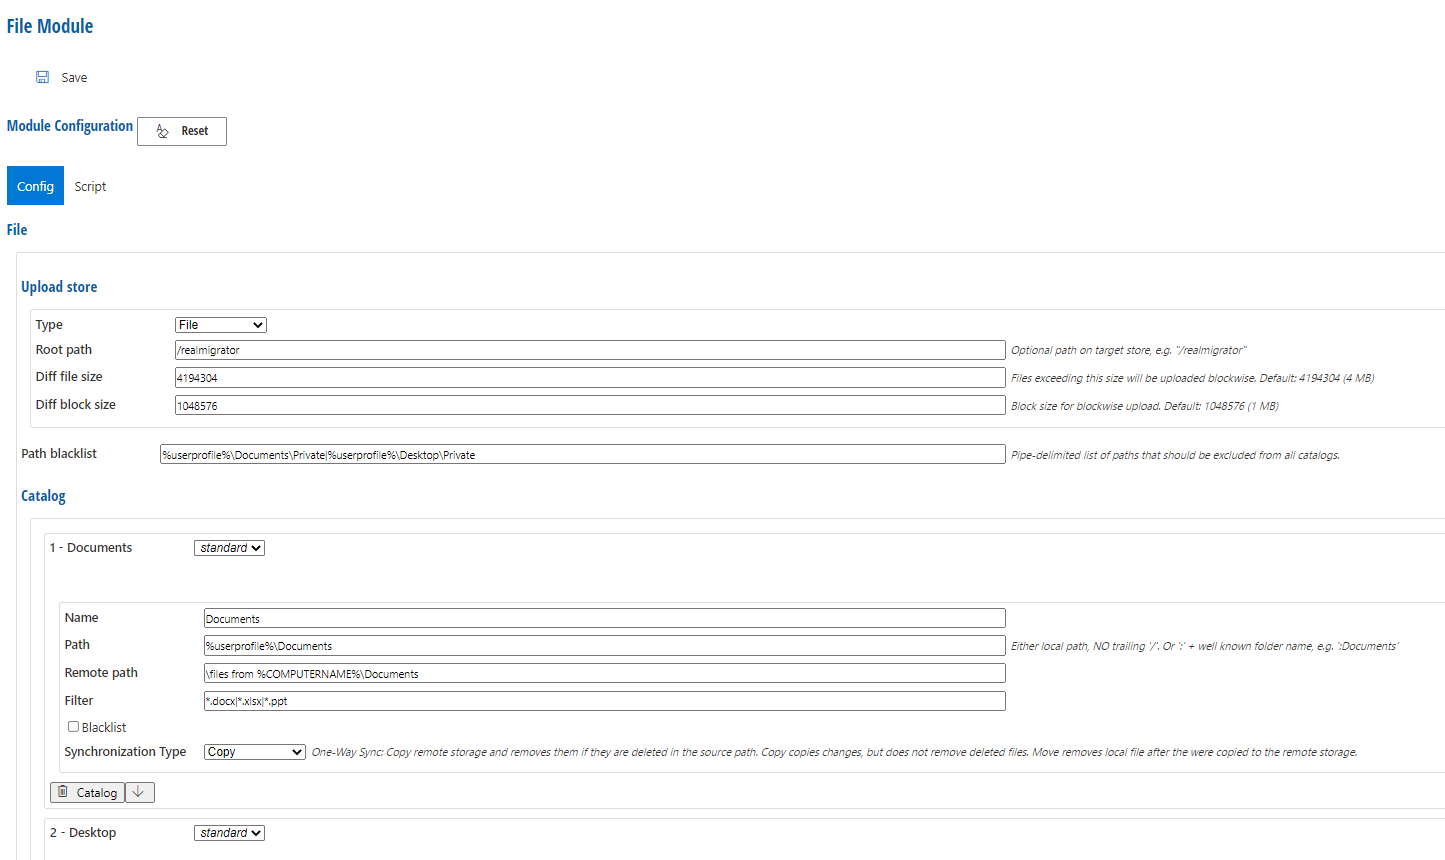 File Module
Save
Module Configuration Reset
Config Script
File
Upload store
Type File
Root path /realmigrator Optional path on target store, e.g. "/realmigrator"
Diff file size 4194304 Files exceeding this size will be uploaded blockwise. Default: 4194304 (4 MB)
Diff block size 1048576 Block size for blockwise upload. Default: 1048576 (1 MB)
Path blacklist %userprofile%\Documents\Private|%userprofile%\Desktop\Private Pipe-delimited list of paths that should be excluded from all catalogs.
Catalog
1 - Documents standard
Name Documents
Path %userprofile%\Documents Either local path, NO trailing '/'. Or ':' + well known folder name, e.g. ':Documents'
Remote path \files from %COMPUTERNAME%\Documents
Filter *.docx|*.xlsx|*.ppt
Blacklist
Synchronization Type Copy One-Way Sync: Copy remote storage and removes them if they are deleted in the source path. Copy copies changes, but does not remove deleted files. Move removes local file after the were copied to the remote storage.
Catalog
2 - Desktop standard